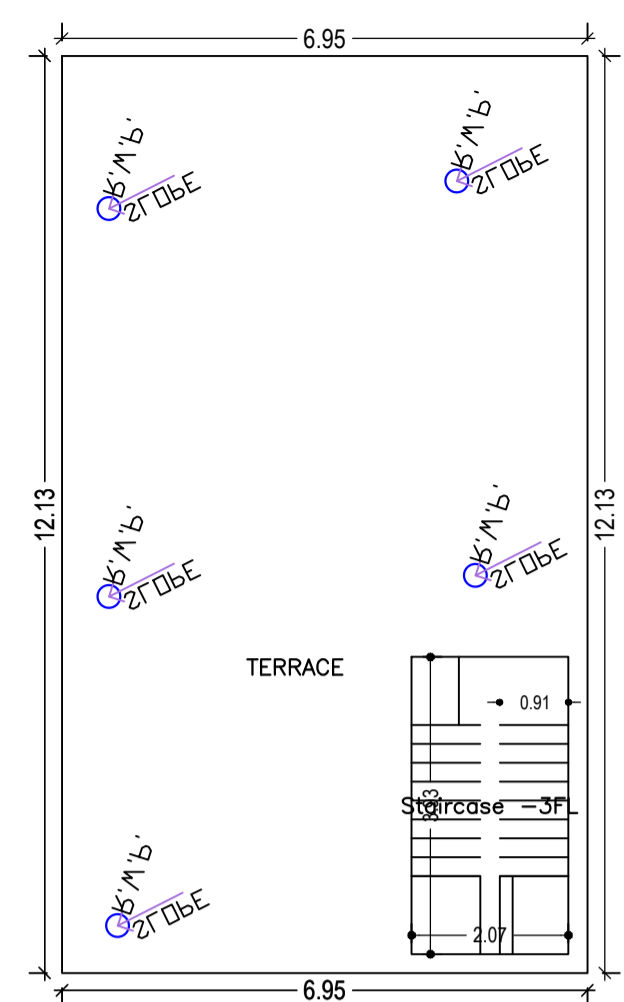 6.95
R.W.P.
SLOPE
R.W.P.
SLOPE
12.13
12.13
R.W.P.
SLOPE
R.W.P.
SLOPE
TERRACE
0.91
Staircase -3FL
R.W.P.
SLOPE
2.07
6.95